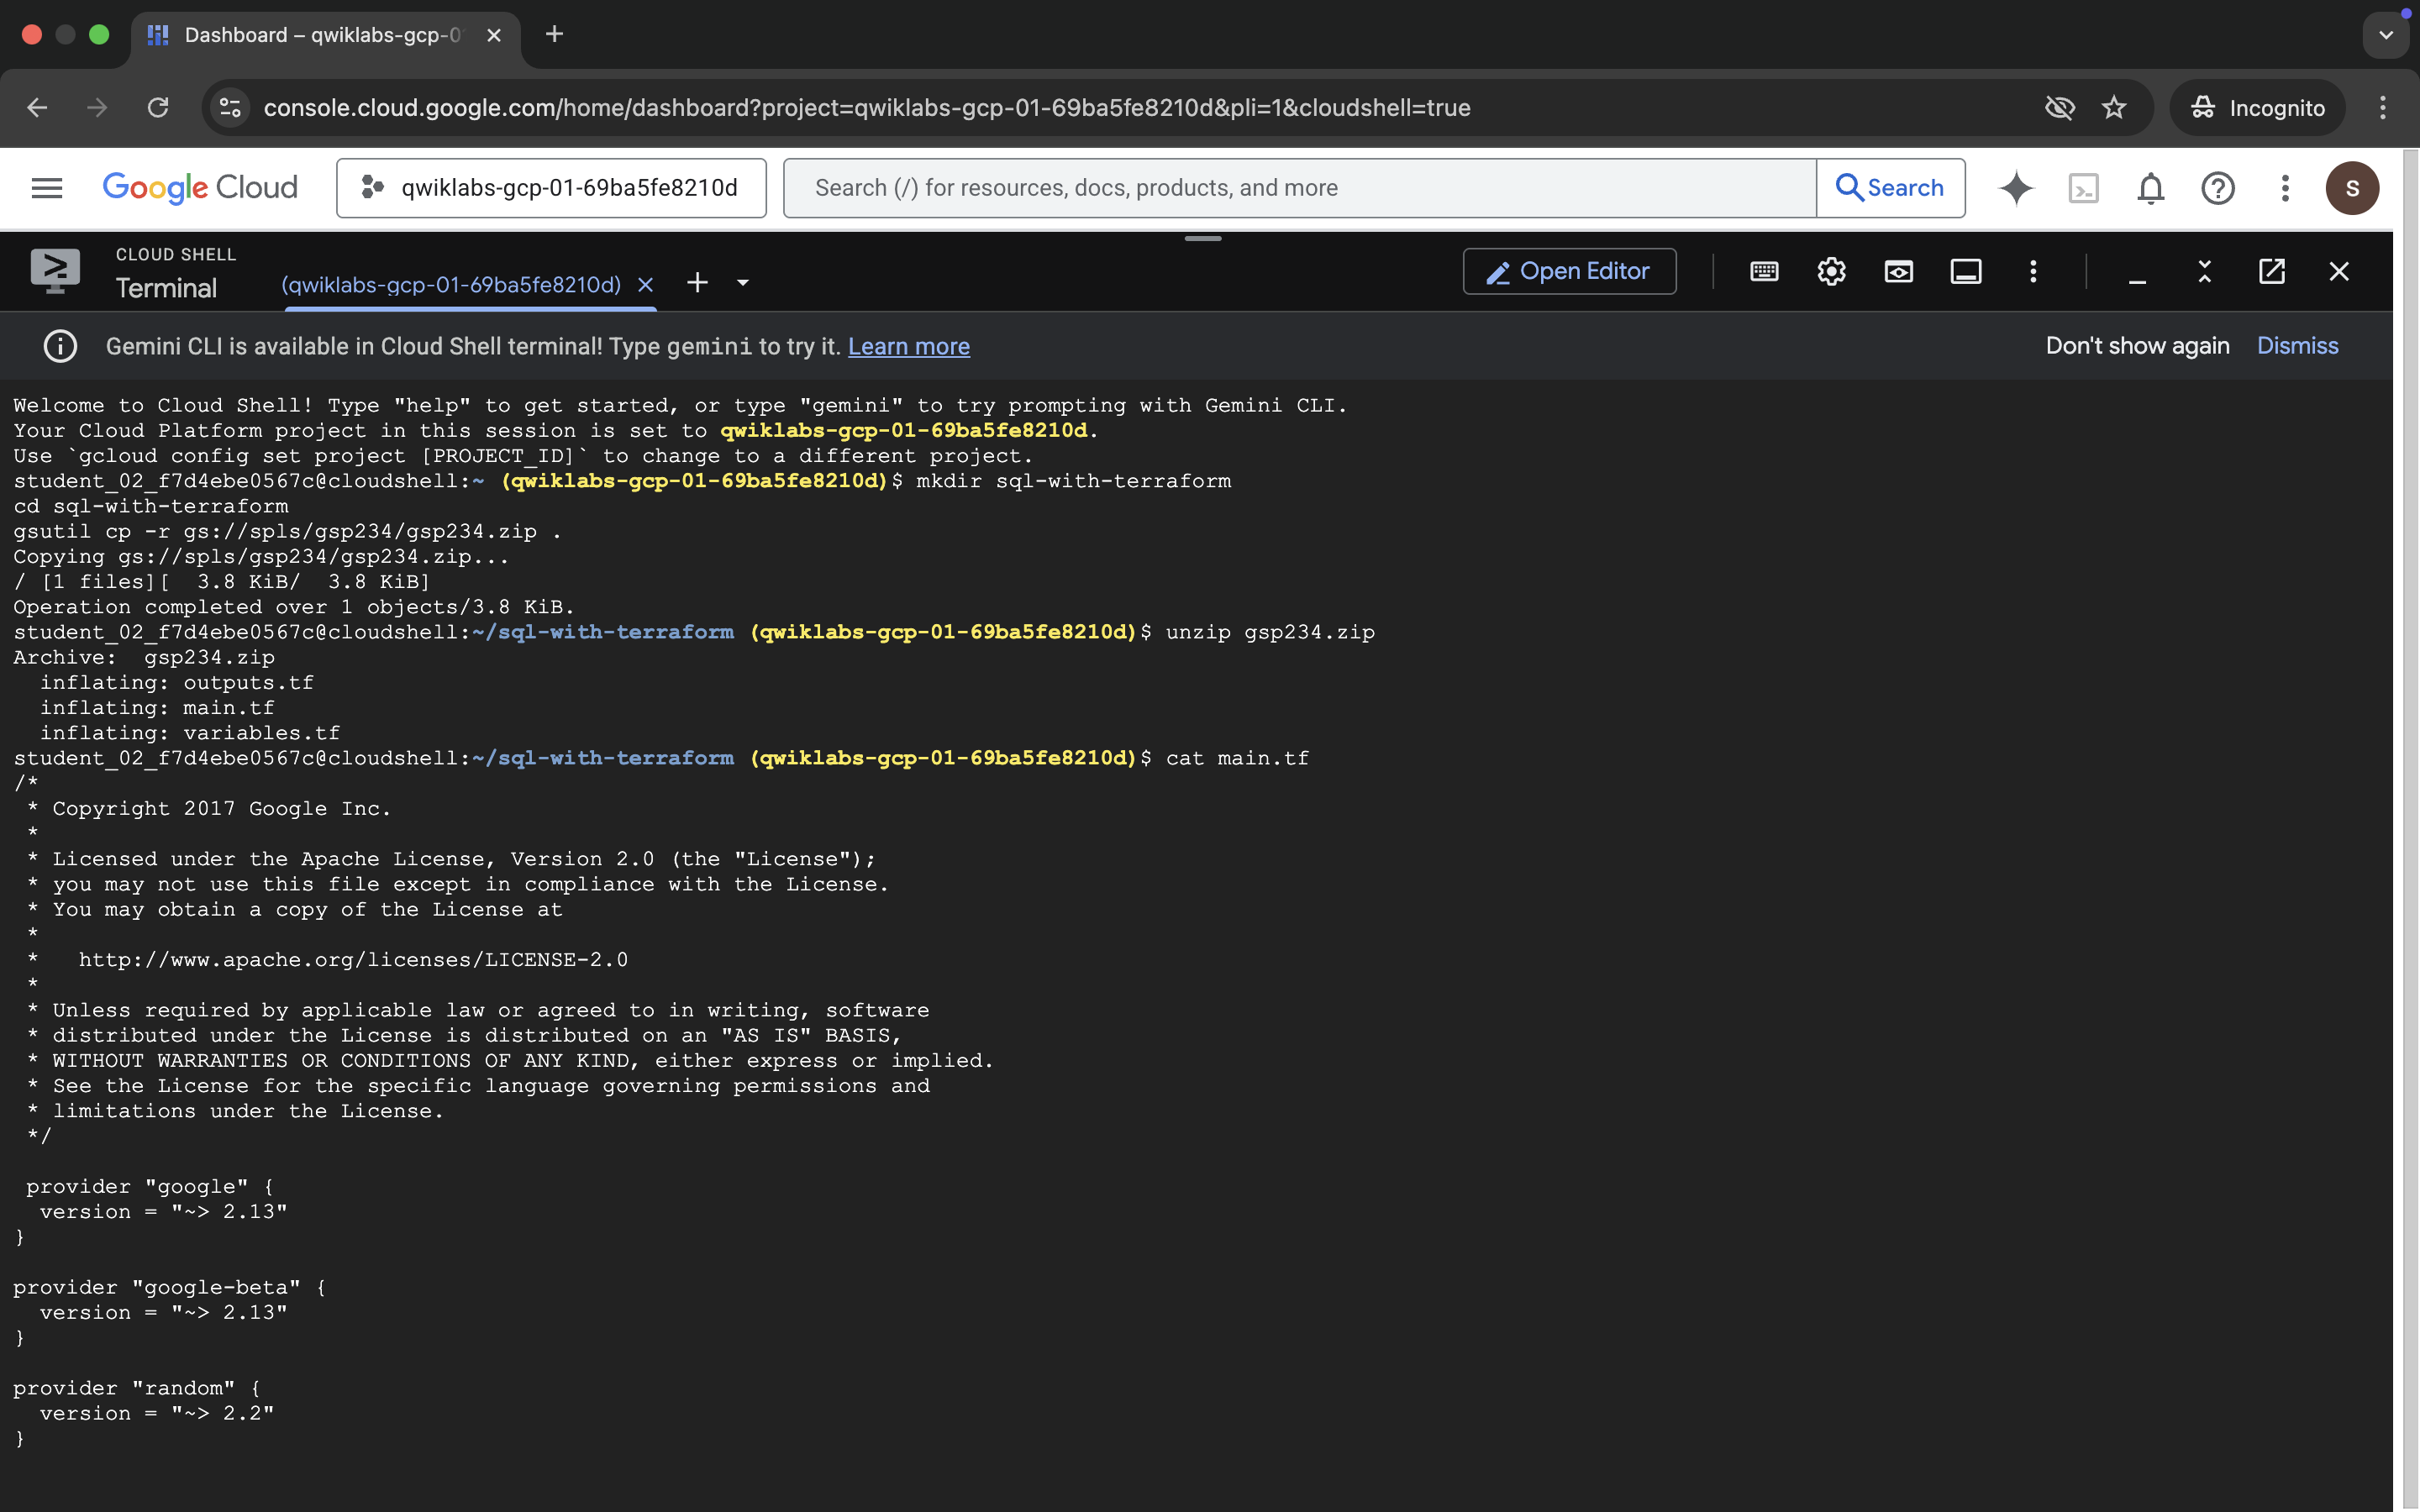 Dashboard – qwiklabs-gcp-0
console.cloud.google.com/home/dashboard?project=qwiklabs-gcp-01-69ba5fe8210d&pli=1&cloudshell=true
Incognito
Google Cloud
qwiklabs-gcp-01-69ba5fe8210d
Search (/) for resources, docs, products, and more
Search
S
CLOUD SHELL
Terminal
(qwiklabs-gcp-01-69ba5fe8210d)
Open Editor
Gemini CLI is available in Cloud Shell terminal! Type gemini to try it. Learn more
Don't show again
Dismiss
Welcome to Cloud Shell! Type "help" to get started, or type "gemini" to try prompting with Gemini CLI.
Your Cloud Platform project in this session is set to qwiklabs-gcp-01-69ba5fe8210d.
Use `gcloud config set project [PROJECT_ID]` to change to a different project.
student_02_f7d4ebe0567c@cloudshell:~ (qwiklabs-gcp-01-69ba5fe8210d)$ mkdir sql-with-terraform
cd sql-with-terraform
gsutil cp -r gs://spls/gsp234/gsp234.zip .
Copying gs://spls/gsp234/gsp234.zip...
/ [1 files][  3.8 KiB/  3.8 KiB]
Operation completed over 1 objects/3.8 KiB.
student_02_f7d4ebe0567c@cloudshell:~/sql-with-terraform (qwiklabs-gcp-01-69ba5fe8210d)$ unzip gsp234.zip
Archive:  gsp234.zip
  inflating: outputs.tf
  inflating: main.tf
  inflating: variables.tf
student_02_f7d4ebe0567c@cloudshell:~/sql-with-terraform (qwiklabs-gcp-01-69ba5fe8210d)$ cat main.tf
/*
 * Copyright 2017 Google Inc.
 *
 * Licensed under the Apache License, Version 2.0 (the "License");
 * you may not use this file except in compliance with the License.
 * You may obtain a copy of the License at
 *
 *   http://www.apache.org/licenses/LICENSE-2.0
 *
 * Unless required by applicable law or agreed to in writing, software
 * distributed under the License is distributed on an "AS IS" BASIS,
 * WITHOUT WARRANTIES OR CONDITIONS OF ANY KIND, either express or implied.
 * See the License for the specific language governing permissions and
 * limitations under the License.
 */
 provider "google" {
  version = "~> 2.13"
}
provider "google-beta" {
  version = "~> 2.13"
}
provider "random" {
  version = "~> 2.2"
}